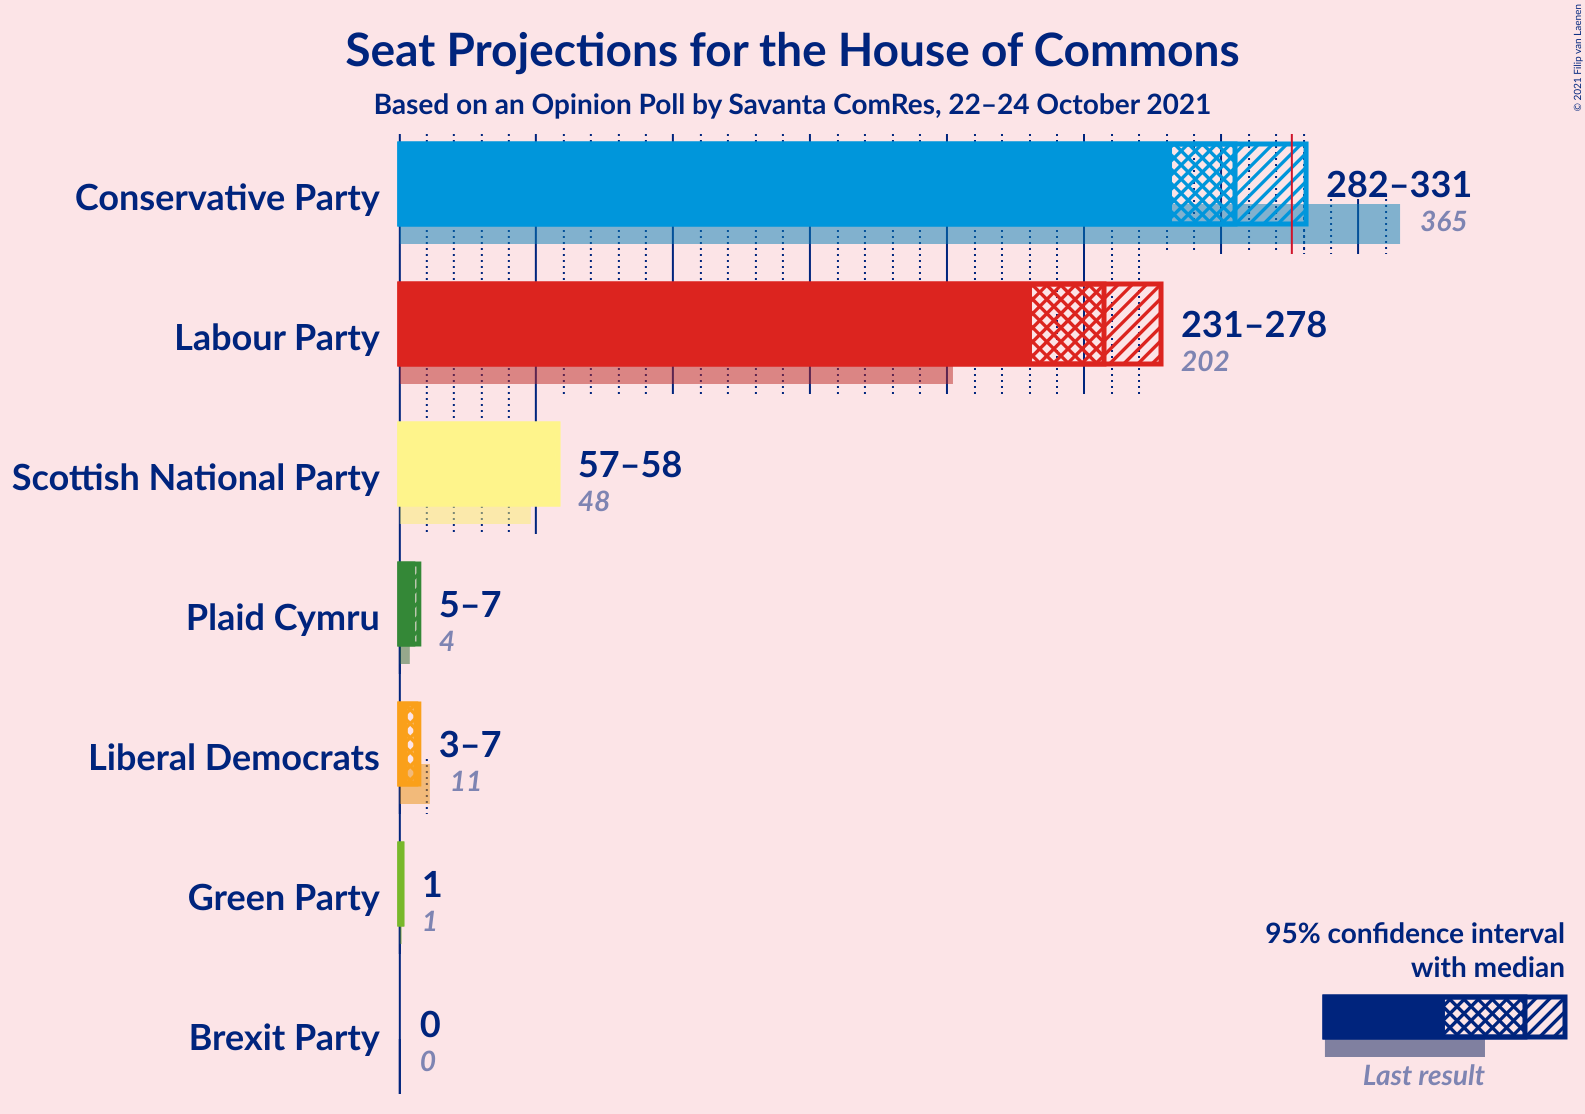 Seat Projections for the House of Commons
Based on an Opinion Poll by Savanta ComRes, 22–24 October 2021
© 2021 Filip van Laenen
Conservative Party
282–331
365
Labour Party
231–278
202
Scottish National Party
57–58
48
Plaid Cymru
5–7
4
Liberal Democrats
3–7
11
Green Party
1
1
Brexit Party
0
0
95% confidence interval
with median
Last result